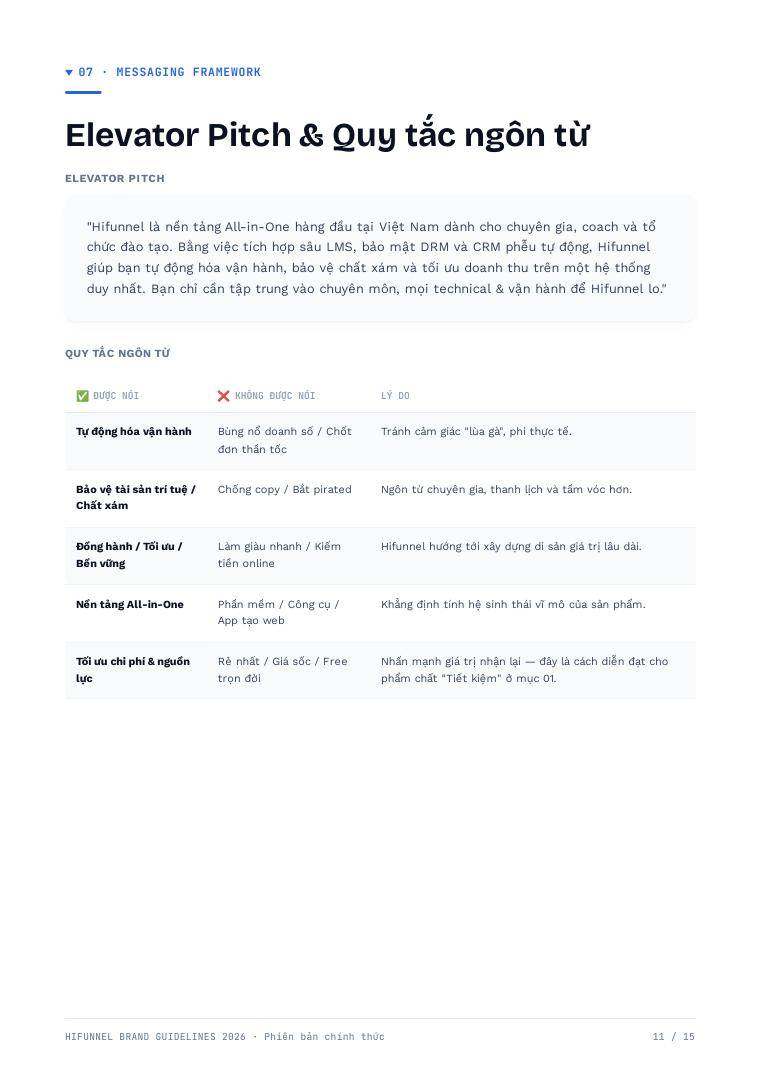 ▼ 07 · MESSAGING FRAMEWORK
Elevator Pitch & Quy tắc ngôn từ
ELEVATOR PITCH
"Hifunnel là nền tảng All-in-One hàng đầu tại Việt Nam dành cho chuyên gia, coach và tổ
chức đào tạo. Bằng việc tích hợp sâu LMS, bảo mật DRM và CRM phễu tự động, Hifunnel
giúp bạn tự động hóa vận hành, bảo vệ chất xám và tối ưu doanh thu trên một hệ thống
duy nhất. Bạn chỉ cần tập trung vào chuyên môn, mọi technical & vận hành để Hifunnel lo."
QUY TẮC NGÔN TỪ
✅ ĐƯỢC NÓI ❌ KHÔNG ĐƯỢC NÓI LÝ DO
Tự động hóa vận hành
Bùng nổ doanh số / Chốt
đơn thần tốc
Tránh cảm giác "lùa gà", phi thực tế.
Bảo vệ tài sản trí tuệ /
Chất xám
Chống copy / Bắt pirated
Ngôn từ chuyên gia, thanh lịch và tầm vóc hơn.
Đồng hành / Tối ưu /
Bền vững
Làm giàu nhanh / Kiếm
tiền online
Hifunnel hướng tới xây dựng di sản giá trị lâu dài.
Nền tảng All-in-One
Phần mềm / Công cụ /
App tạo web
Khẳng định tính hệ sinh thái vĩ mô của sản phẩm.
Tối ưu chi phí & nguồn
lực
Rẻ nhất / Giá sốc / Free
trọn đời
Nhấn mạnh giá trị nhận lại — đây là cách diễn đạt cho
phẩm chất "Tiết kiệm" ở mục 01.
HIFUNNEL BRAND GUIDELINES 2026 · Phiên bản chính thức
11 / 15